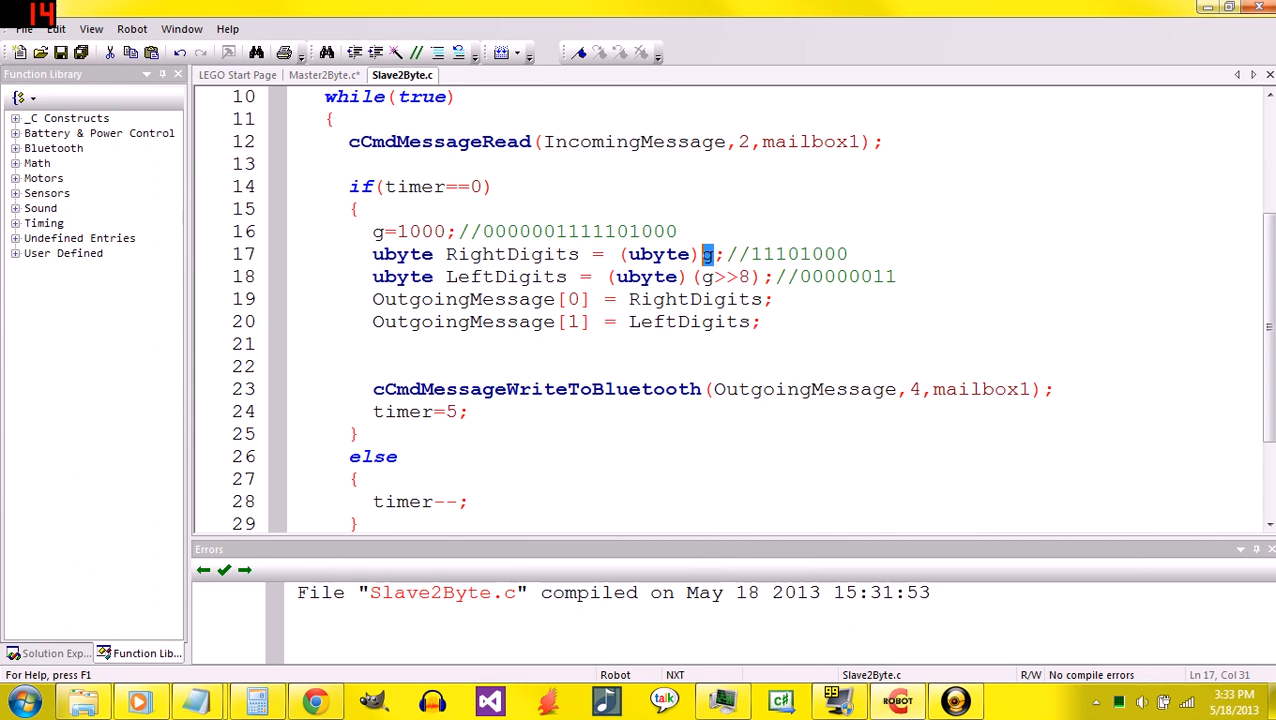 14
File Edit View Robot Window Help
Function Library
LEGO Start Page Master2Byte.c* Slave2Byte.c
_C Constructs
Battery & Power Control
Bluetooth
Math
Motors
Sensors
Sound
Timing
Undefined Entries
User Defined
10 while(true)
11 {
12 cCmdMessageRead(IncomingMessage,2,mailbox1);
13
14 if(timer==0)
15 {
16 g=1000;//0000001111101000
17 ubyte RightDigits = (ubyte)g;//11101000
18 ubyte LeftDigits = (ubyte)(g>>8);//00000011
19 OutgoingMessage[0] = RightDigits;
20 OutgoingMessage[1] = LeftDigits;
21
22
23 cCmdMessageWriteToBluetooth(OutgoingMessage,4,mailbox1);
24 timer=5;
25 }
26 else
27 {
28 timer--;
29 }
Errors
File "Slave2Byte.c" compiled on May 18 2013 15:31:53
Solution Exp... Function Lib...
For Help, press F1 Robot NXT Slave2Byte.c R/W No compile errors Ln 17, Col 31
talk C# 99 ROBOT
3:33 PM
5/18/2013